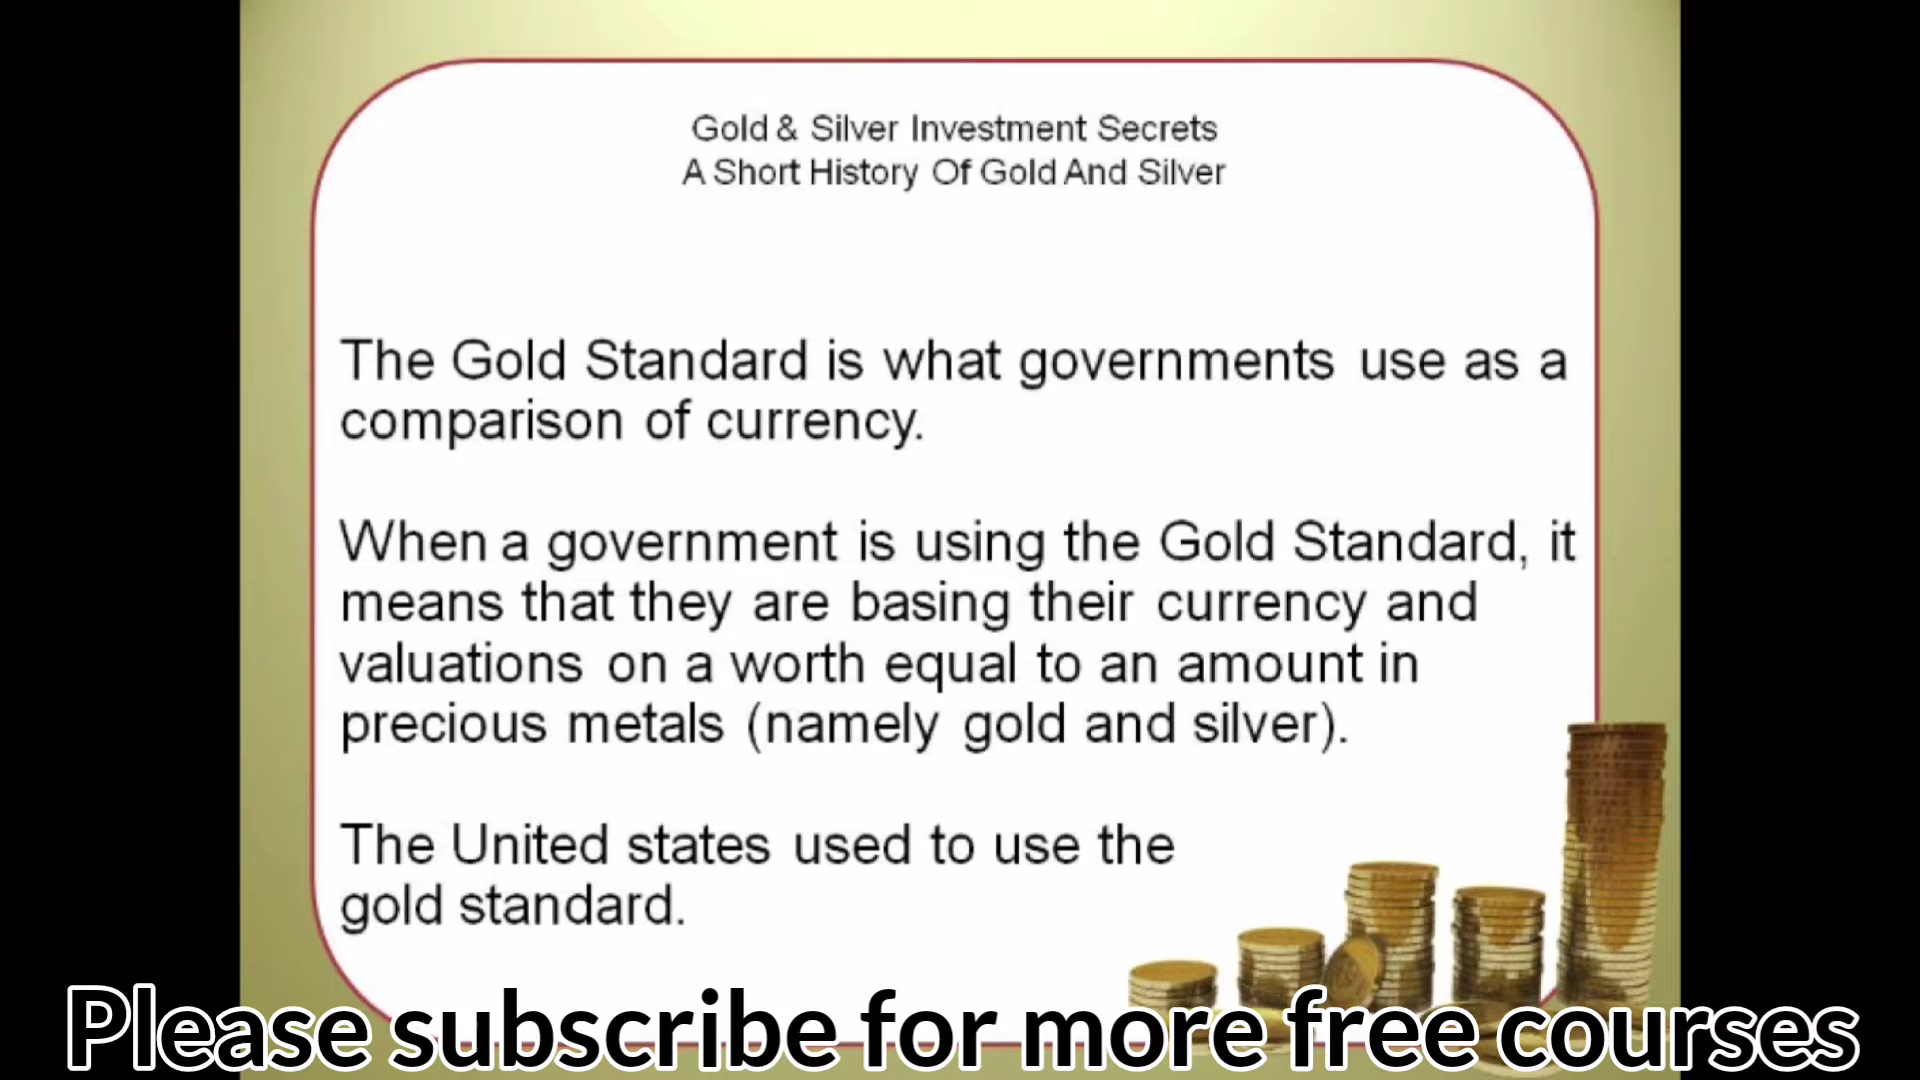 Gold & Silver Investment Secrets
A Short History Of Gold And Silver
The Gold Standard is what governments use as a
comparison of currency.
When a government is using the Gold Standard, it
means that they are basing their currency and
valuations on a worth equal to an amount in
precious metals (namely gold and silver).
The United states used to use the
gold standard.
Please subscribe for more free courses